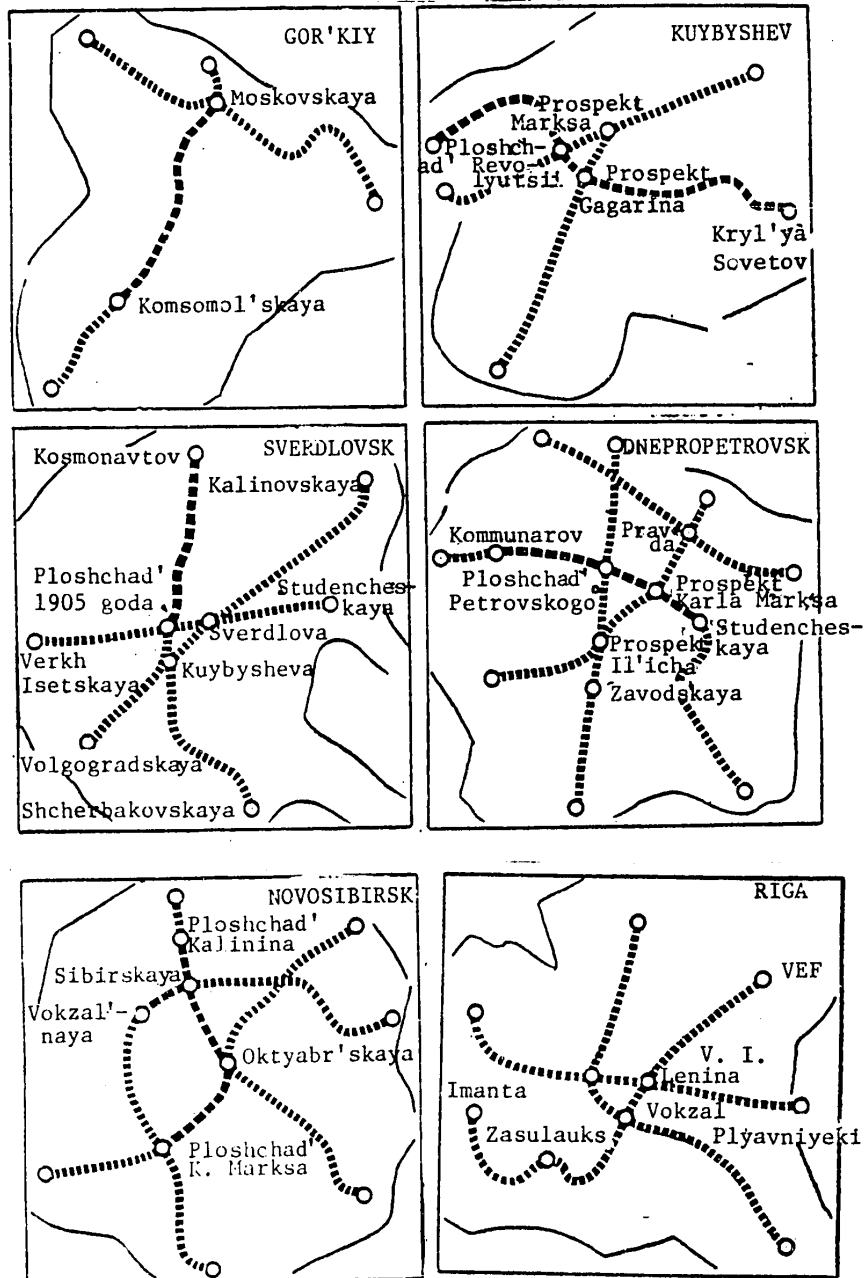 GOR'KIY
Moskovskaya
Komsomol'skaya
KUYBYSHEV
Prospekt
Marksa
Ploshch-
ad' Revo-
lyutsii
Prospekt
Gagarina
Kryl'ya
Sovetov
SVERDLOVSK
Kosmonavtov
Kalinovskaya
Ploshchad'
1905 goda
Studenches-
kaya
Sverdlova
Verkh
Isetskaya
Kuybysheva
Volgogradskaya
Shcherbakovskaya
DNEPROPETROVSK
Kommunarov
Prav-
da
Ploshchad'
Petrovskogo
Prospekt
Karla Marksa
Studenches-
kaya
Prospekt
Il'icha
Zavodskaya
NOVOSIBIRSK
Ploshchad'
Kalinina
Sibirskaya
Vokzal'-
naya
Oktyabr'skaya
Ploshchad'
K. Marksa
RIGA
VEF
V. I.
Lenina
Imanta
Vokzal
Zasulauks
Plyavniyeki